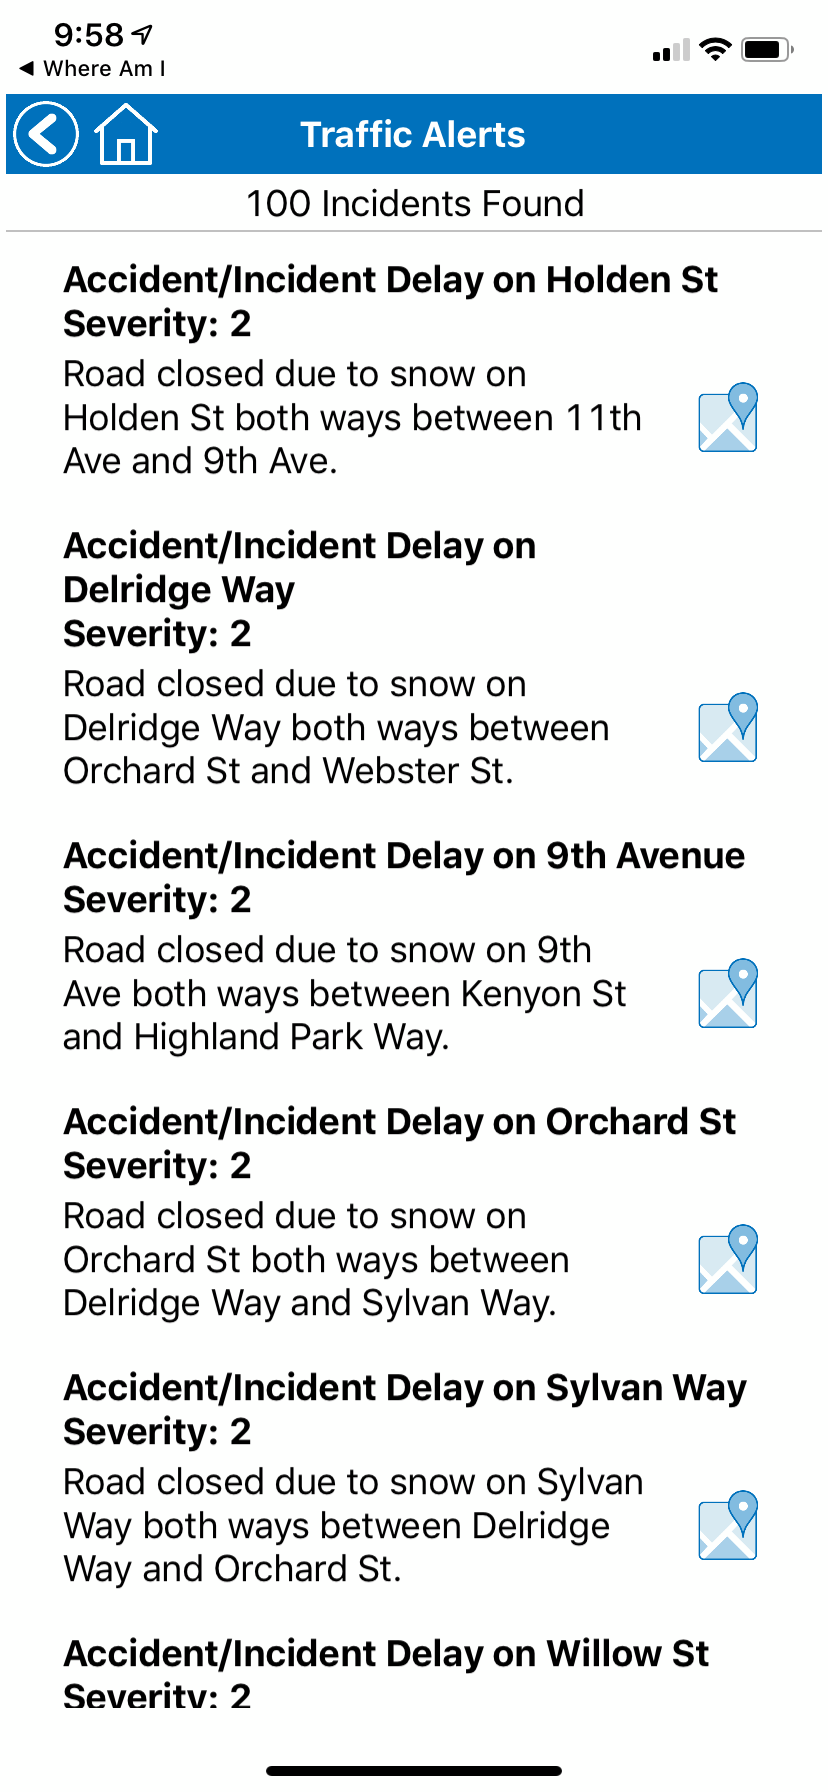 9:58
Where Am I
Traffic Alerts
100 Incidents Found
Accident/Incident Delay on Holden St
Severity: 2
Road closed due to snow on
Holden St both ways between 11th
Ave and 9th Ave.
Accident/Incident Delay on
Delridge Way
Severity: 2
Road closed due to snow on
Delridge Way both ways between
Orchard St and Webster St.
Accident/Incident Delay on 9th Avenue
Severity: 2
Road closed due to snow on 9th
Ave both ways between Kenyon St
and Highland Park Way.
Accident/Incident Delay on Orchard St
Severity: 2
Road closed due to snow on
Orchard St both ways between
Delridge Way and Sylvan Way.
Accident/Incident Delay on Sylvan Way
Severity: 2
Road closed due to snow on Sylvan
Way both ways between Delridge
Way and Orchard St.
Accident/Incident Delay on Willow St
Severity: 2